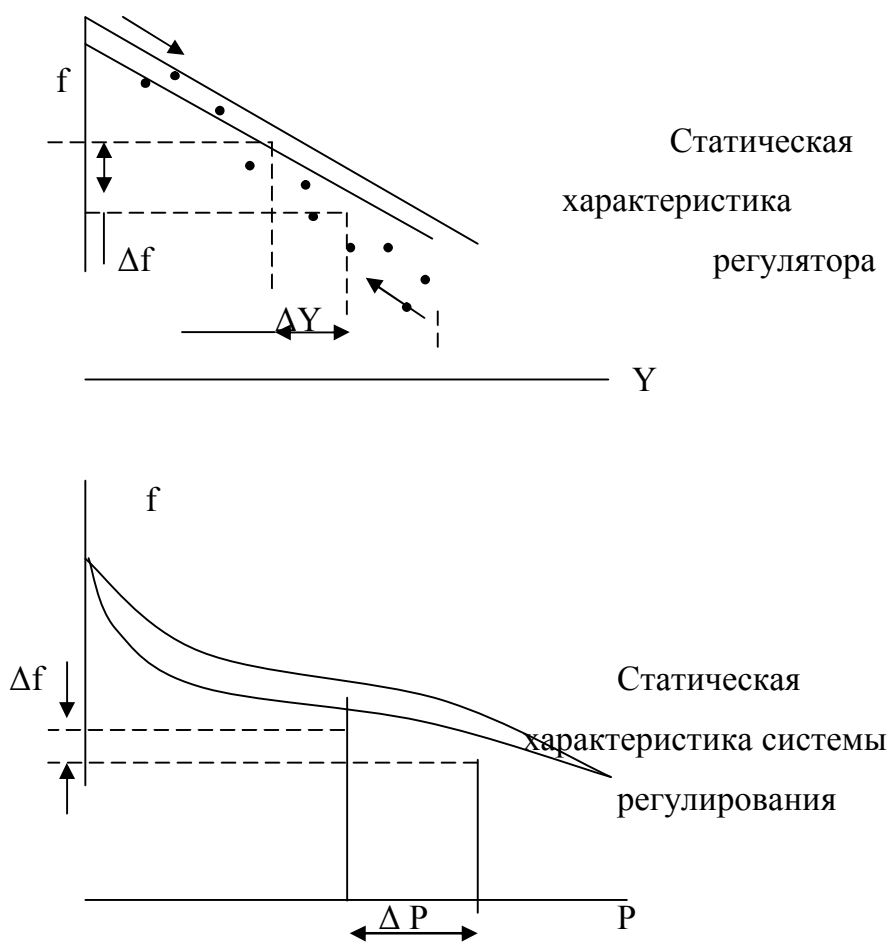 f
Статическая
характеристика
регулятора
Δf
ΔY
Y
f
Δf
Статическая
характеристика системы
регулирования
Δ P
P